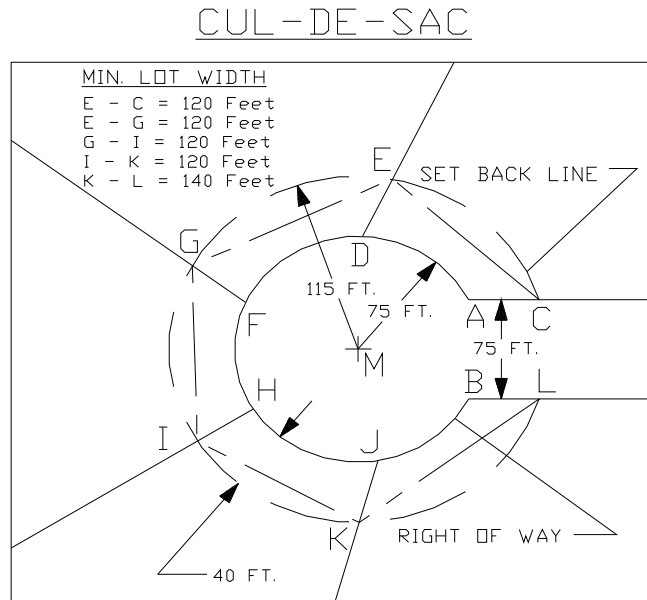 CUL-DE-SAC
MIN. LOT WIDTH
E - C = 120 Feet
E - G = 120 Feet
G - I = 120 Feet
I - K = 120 Feet
K - L = 140 Feet
E
SET BACK LINE
G
D
115 FT.
75 FT.
F
A
C
75 FT.
M
H
B
L
I
J
K
RIGHT OF WAY
40 FT.